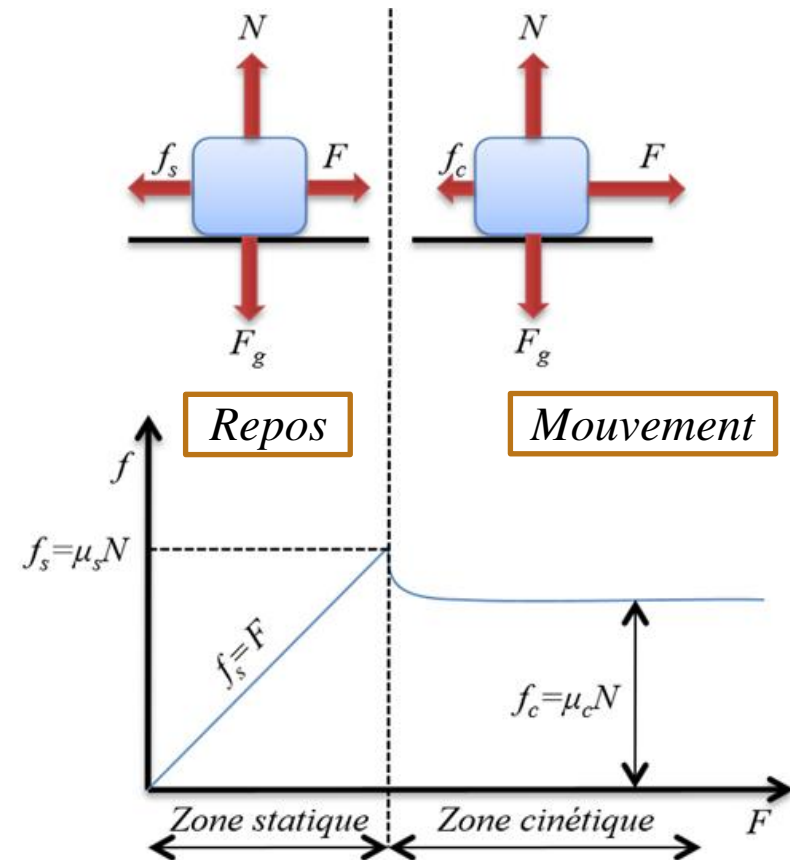 N N
f_s F f_c F
F_g F_g
Repos Mouvement
f
f_s=μ_sN
f_s=F
f_c=μ_cN
Zone statique Zone cinétique F